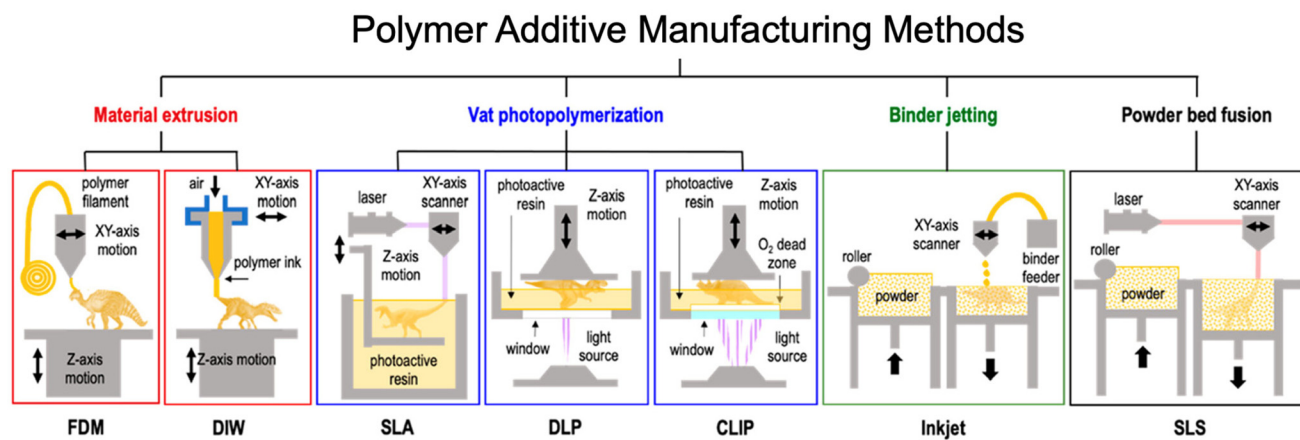 Polymer Additive Manufacturing Methods
Material extrusion
Vat photopolymerization
Binder jetting
Powder bed fusion
polymer
filament
XY-axis
motion
Z-axis
motion
FDM
air
XY-axis
motion
polymer ink
Z-axis motion
DIW
laser
XY-axis
scanner
Z-axis
motion
photoactive
resin
SLA
photoactive
resin
Z-axis
motion
window
light
source
DLP
photoactive
resin
Z-axis
motion
O₂ dead
zone
window
light
source
CLIP
XY-axis
scanner
roller
powder
binder
feeder
Inkjet
laser
XY-axis
scanner
roller
powder
SLS